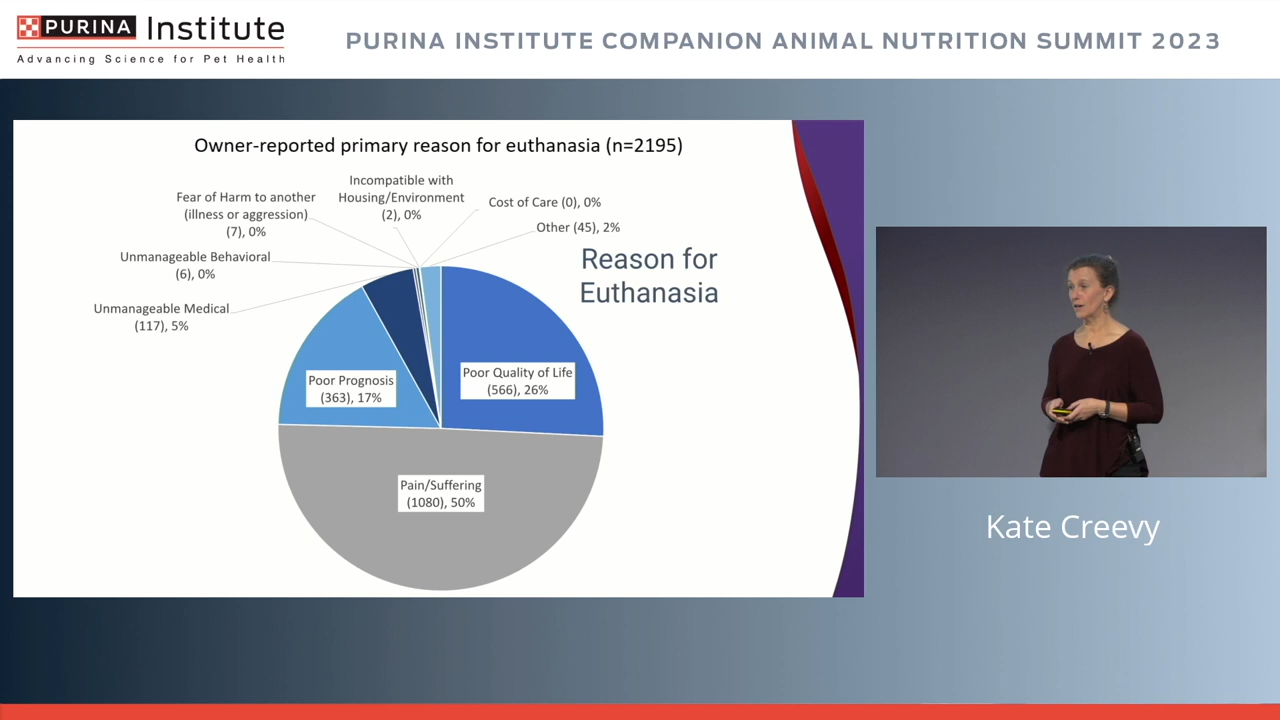 PURINA Institute
Advancing Science for Pet Health
PURINA INSTITUTE COMPANION ANIMAL NUTRITION SUMMIT 2023
Owner-reported primary reason for euthanasia (n=2195)
Incompatible with
Housing/Environment
(2), 0%
Fear of Harm to another
(illness or aggression)
(7), 0%
Cost of Care (0), 0%
Other (45), 2%
Unmanageable Behavioral
(6), 0%
Reason for
Euthanasia
Unmanageable Medical
(117), 5%
Poor Prognosis
(363), 17%
Poor Quality of Life
(566), 26%
Pain/Suffering
(1080), 50%
Kate Creevy